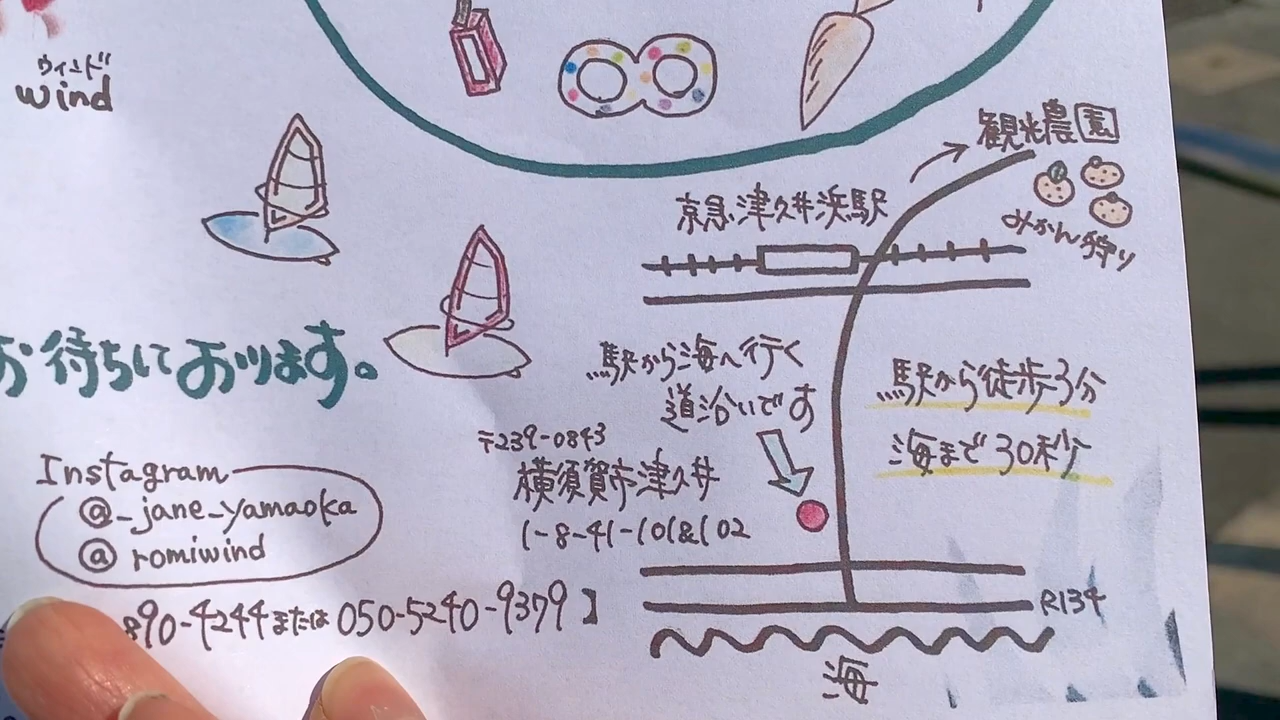 ウィンド
wind
観光農園
みかん狩り
京急津久井浜駅
お待ちしております。
駅から海へ行く
道沿いです
駅から徒歩3分
海まで30秒
〒239-0843
横須賀市津久井
1-8-41-101&102
Instagram
@_jane_yamaoka
@romiwind
890-4244または050-5240-9379】
R134
海